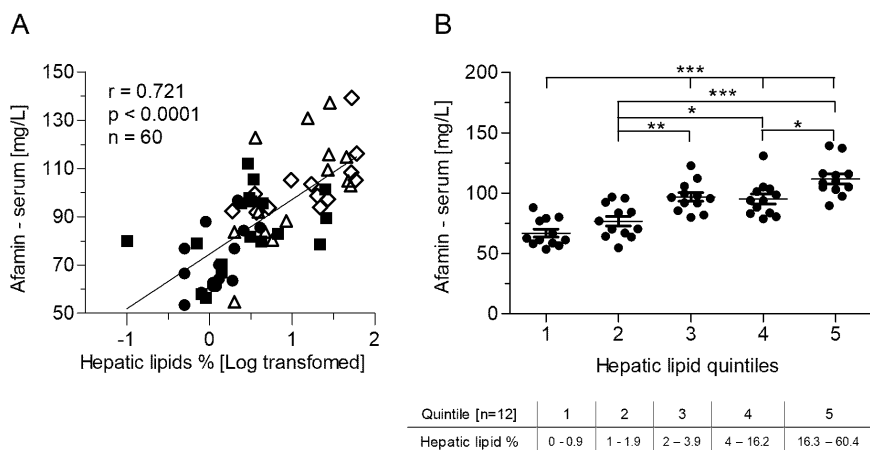 A
B
r = 0.721
p < 0.0001
n = 60
Afamin - serum [mg/L]
150
130
110
90
70
50
-1
0
1
2
Hepatic lipids % [Log transfomed]
Afamin - serum [mg/L]
200
150
100
50
0
***
***
*
**
*
1 2 3 4 5
Hepatic lipid quintiles
Quintile [n=12] 1 2 3 4 5
Hepatic lipid % 0 - 0.9 1 - 1.9 2 – 3.9 4 – 16.2 16.3 – 60.4